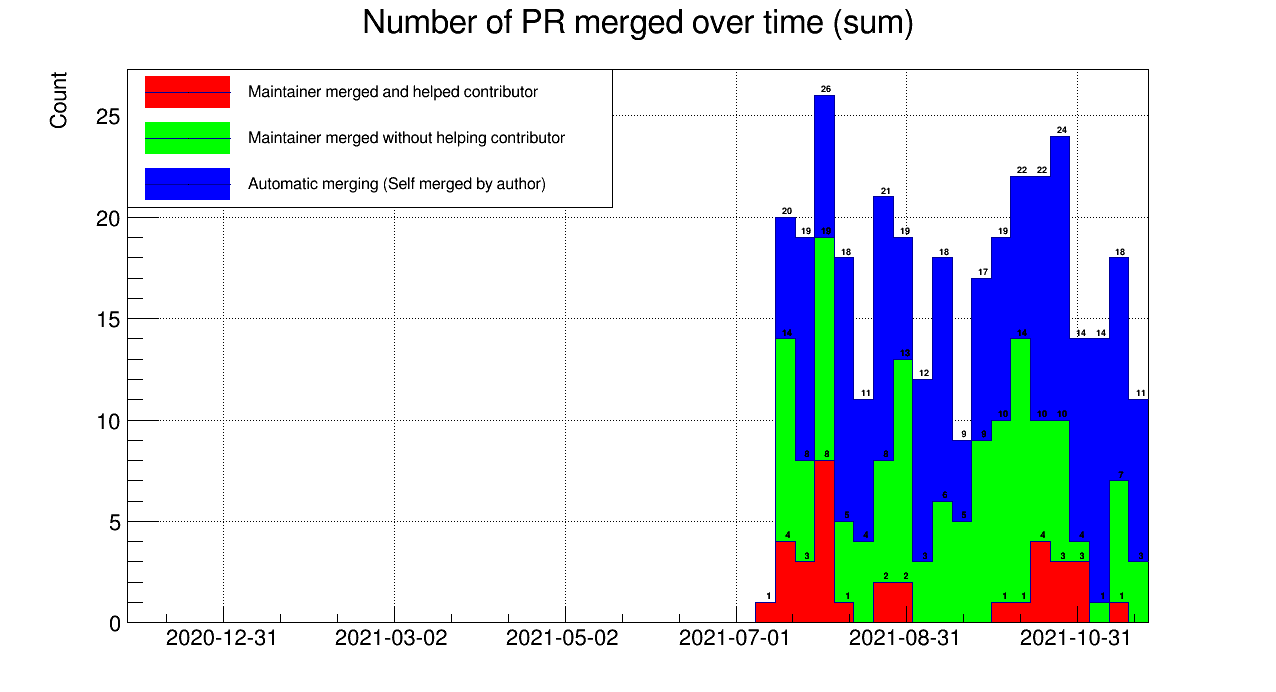 Number of PR merged over time (sum)
Count
Maintainer merged and helped contributor
Maintainer merged without helping contributor
Automatic merging (Self merged by author)
25
20
15
10
5
0
26
24
22 22
21
20
19 19 19
18 18 18
17
14 14
12
11 11
9
19
14 14
13
10 10 10
9
8 8
7
6
5 5
4 4
3 3
1
8
4 4
3 3 3
2 2
1 1 1 1 1
2020-12-31 2021-03-02 2021-05-02 2021-07-01 2021-08-31 2021-10-31